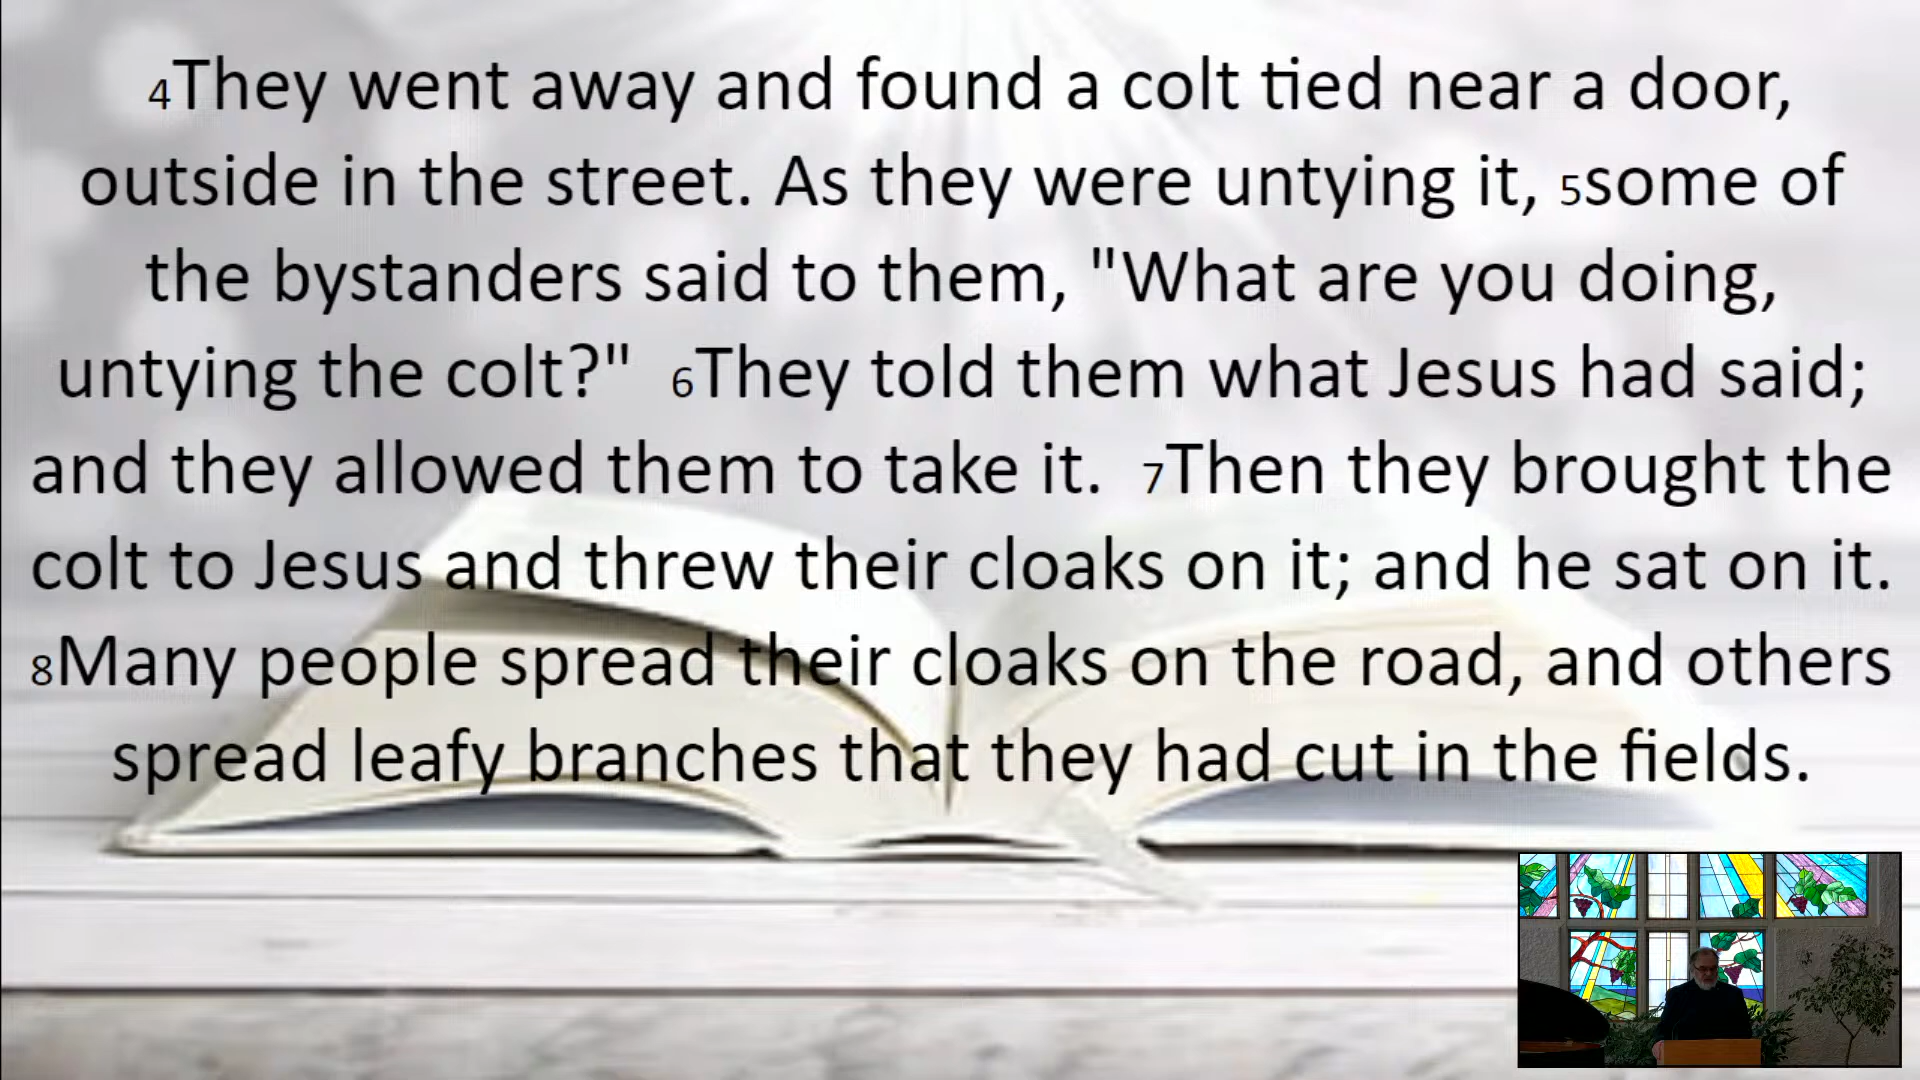 4They went away and found a colt tied near a door,
outside in the street. As they were untying it, 5some of
the bystanders said to them, "What are you doing,
untying the colt?" 6They told them what Jesus had said;
and they allowed them to take it. 7Then they brought the
colt to Jesus and threw their cloaks on it; and he sat on it.
8Many people spread their cloaks on the road, and others
spread leafy branches that they had cut in the fields.